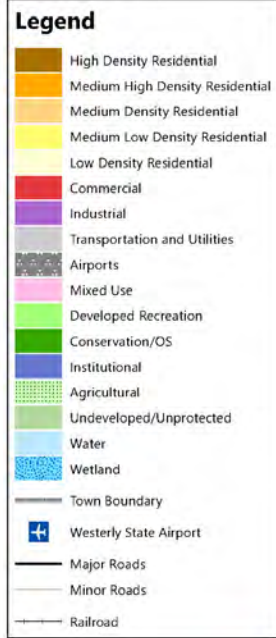 Legend
High Density Residential
Medium High Density Residential
Medium Density Residential
Medium Low Density Residential
Low Density Residential
Commercial
Industrial
Transportation and Utilities
Airports
Mixed Use
Developed Recreation
Conservation/OS
Institutional
Agricultural
Undeveloped/Unprotected
Water
Wetland
Town Boundary
Westerly State Airport
Major Roads
Minor Roads
Railroad